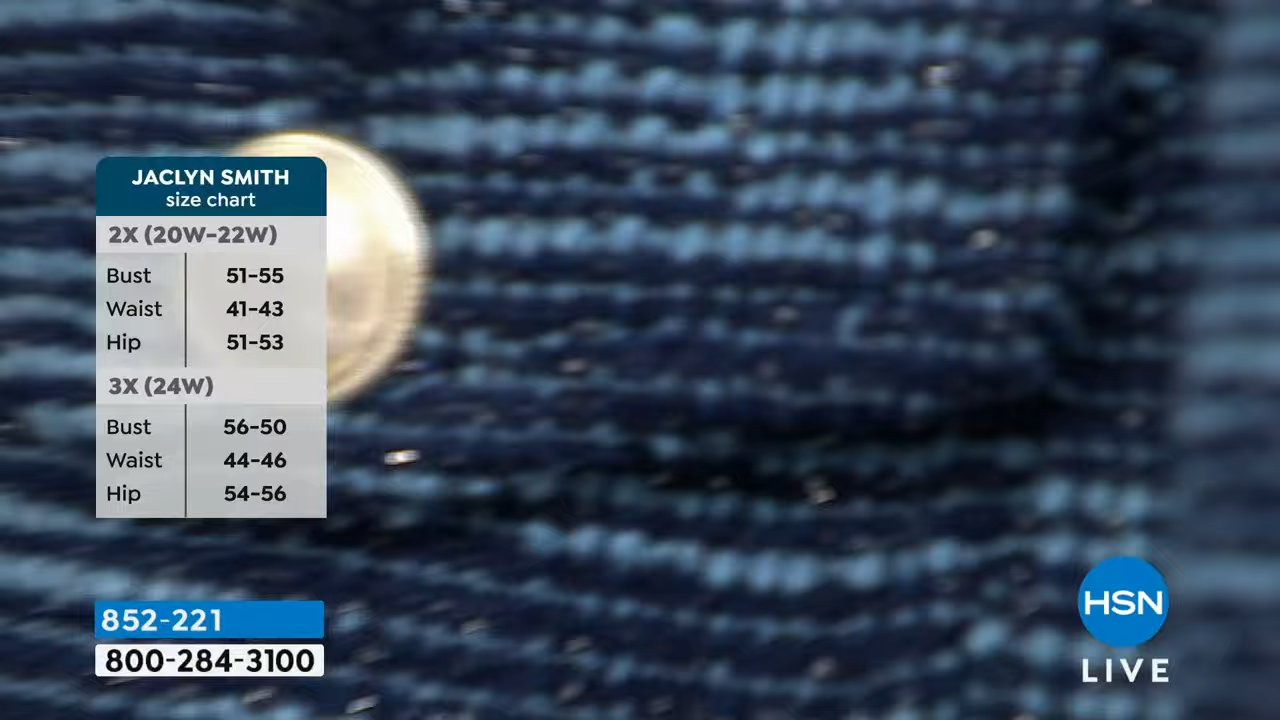 JACLYN SMITH
size chart
2X (20W-22W)
Bust 51-55
Waist 41-43
Hip 51-53
3X (24W)
Bust 56-50
Waist 44-46
Hip 54-56
852-221
800-284-3100
HSN
LIVE